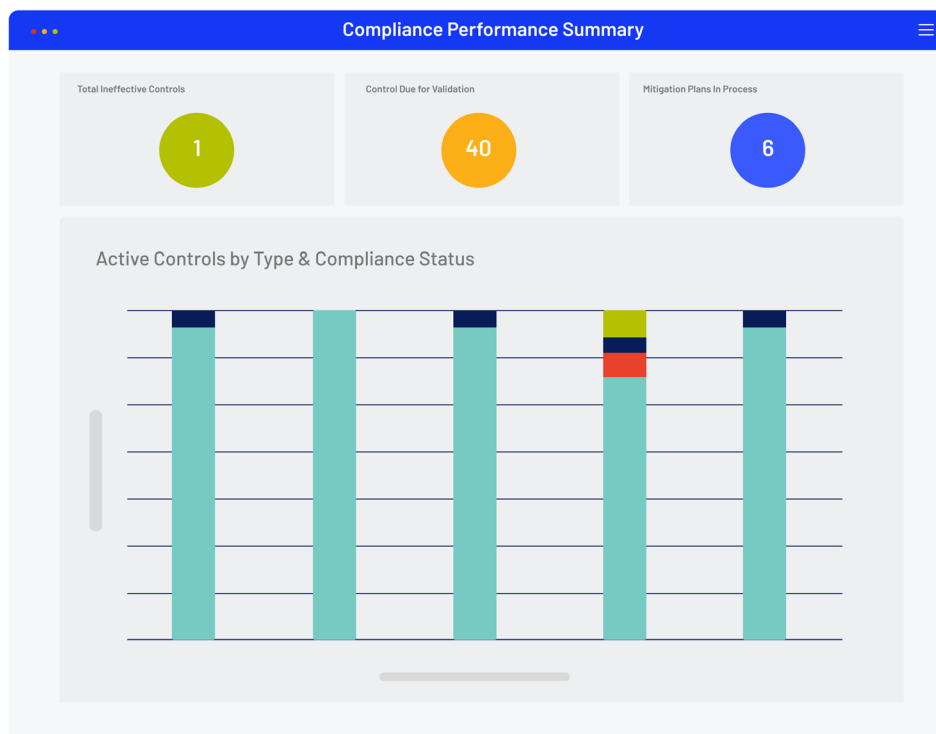 Compliance Performance Summary
Total Ineffective Controls
Control Due for Validation
Mitigation Plans In Process
1
40
6
Active Controls by Type & Compliance Status